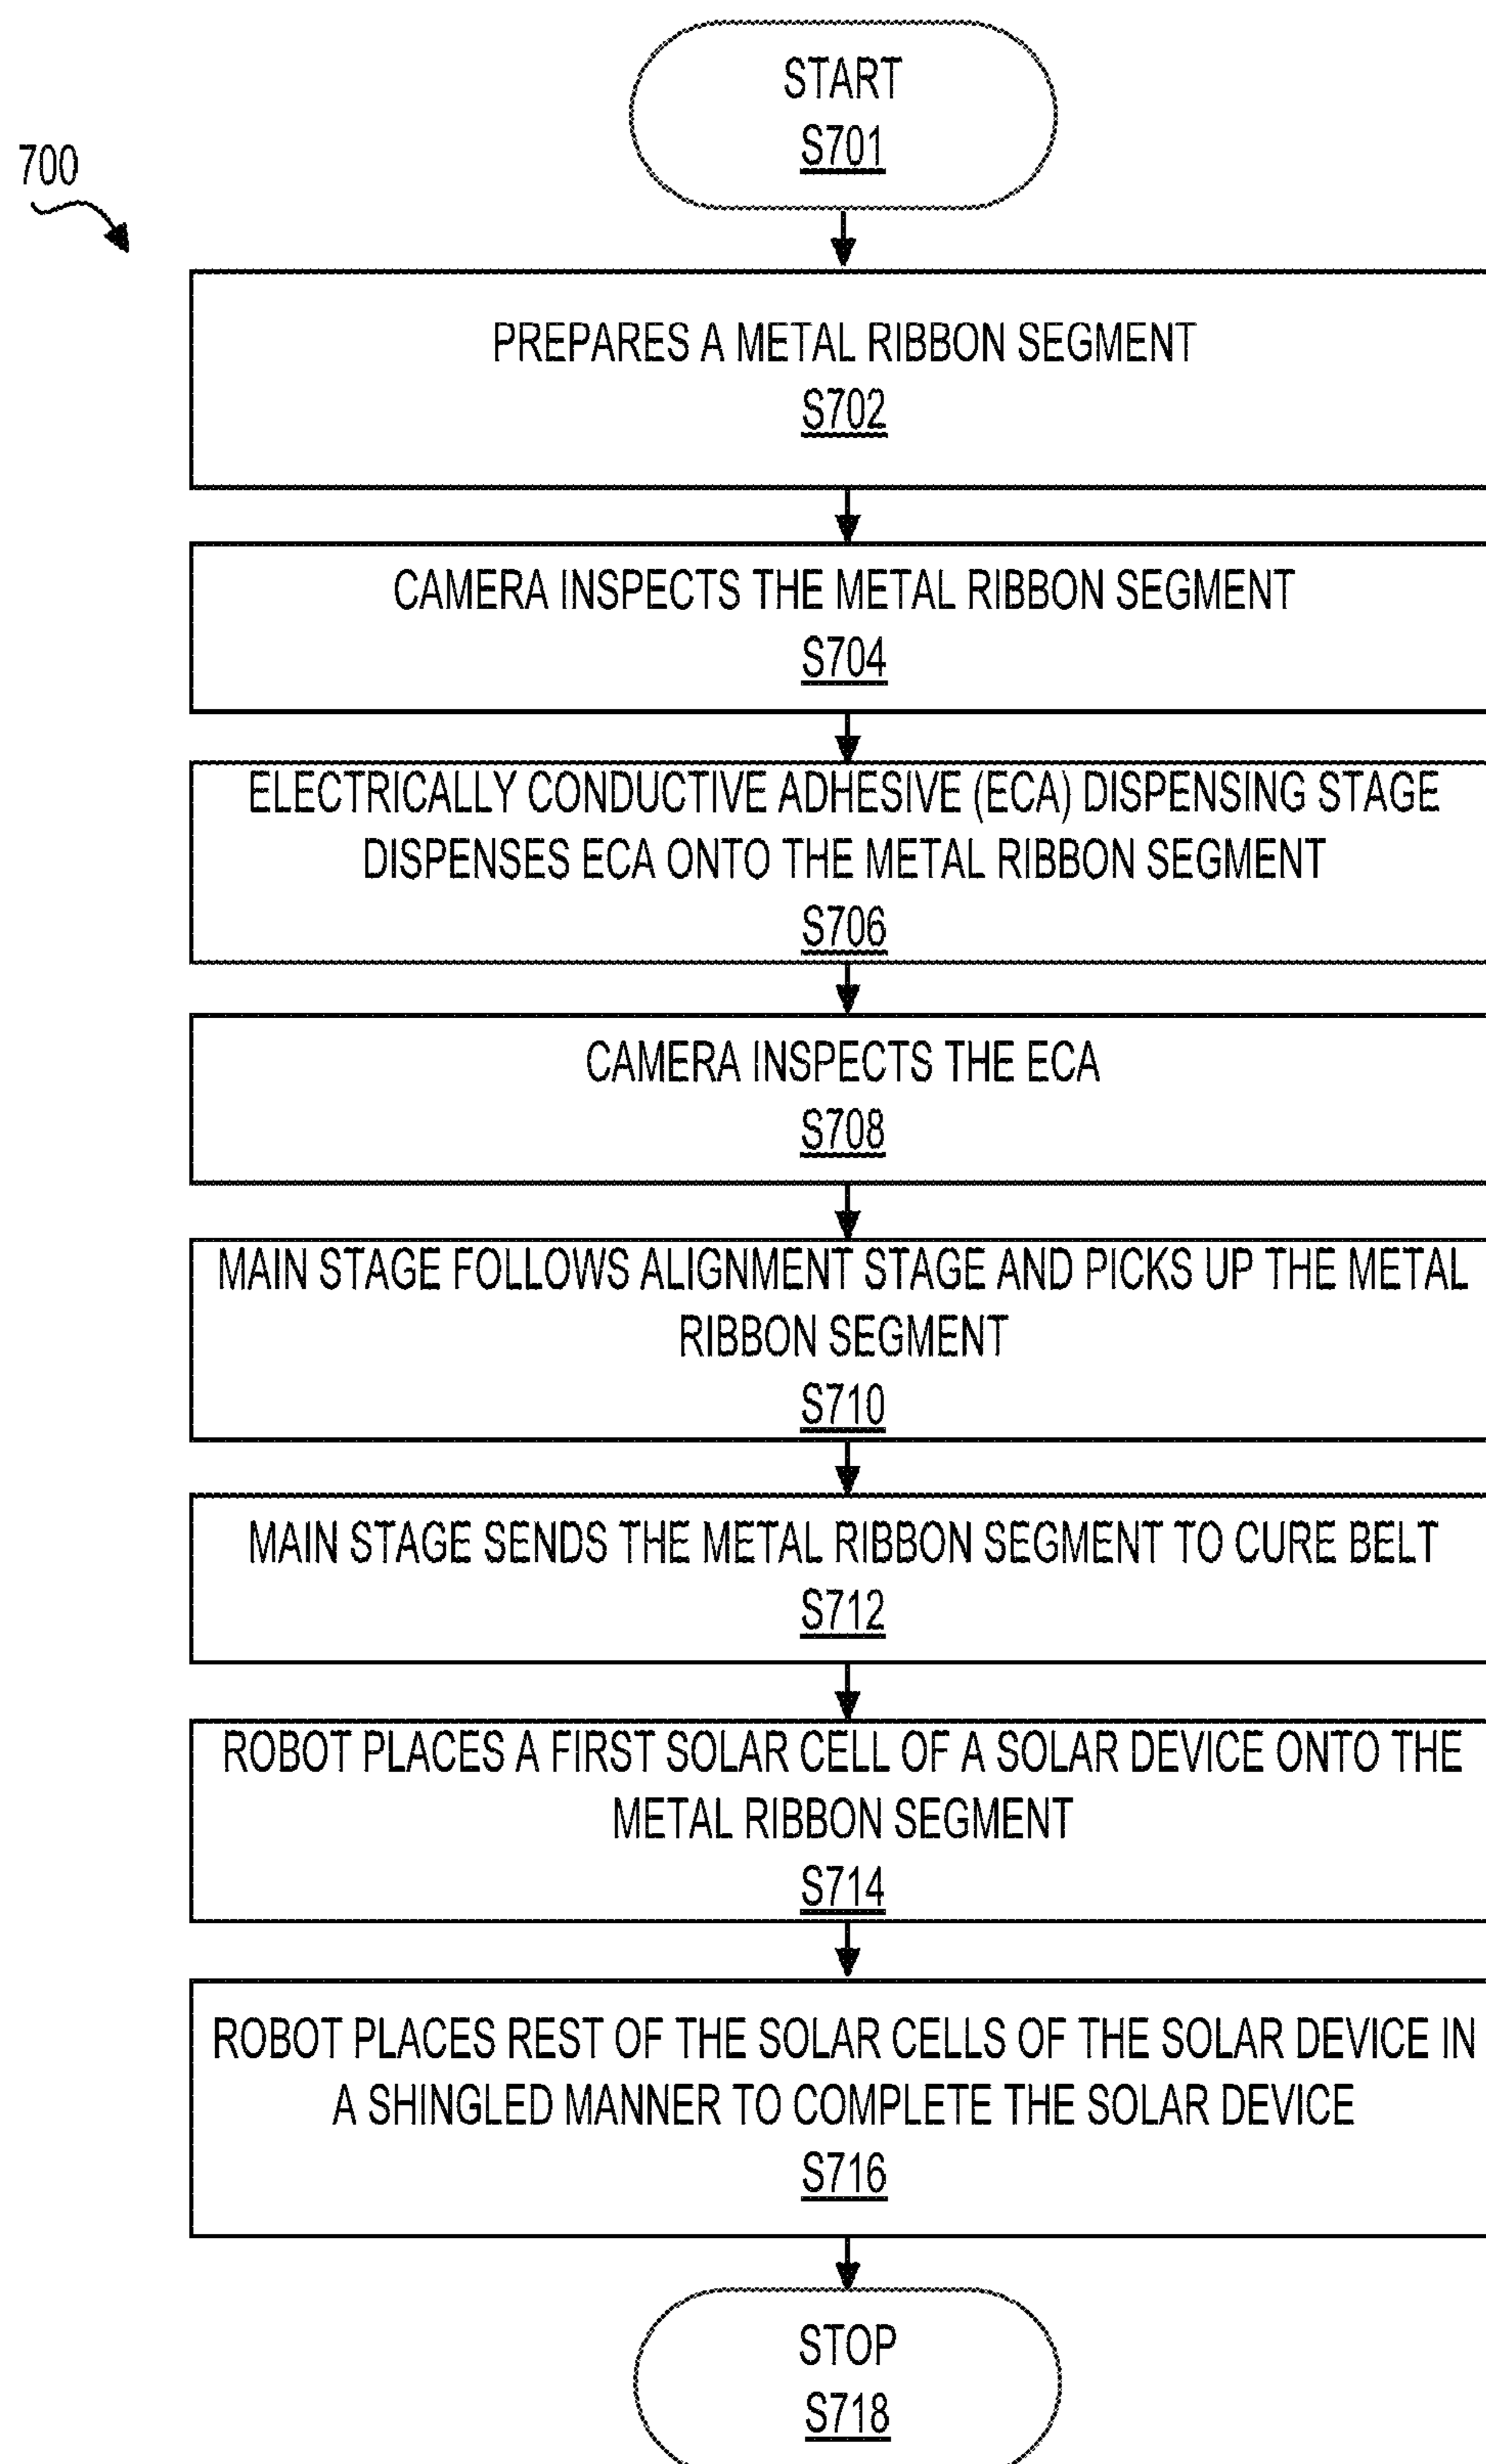 START
S701
700
PREPARES A METAL RIBBON SEGMENT
S702
CAMERA INSPECTS THE METAL RIBBON SEGMENT
S704
ELECTRICALLY CONDUCTIVE ADHESIVE (ECA) DISPENSING STAGE
DISPENSES ECA ONTO THE METAL RIBBON SEGMENT
S706
CAMERA INSPECTS THE ECA
S708
MAIN STAGE FOLLOWS ALIGNMENT STAGE AND PICKS UP THE METAL
RIBBON SEGMENT
S710
MAIN STAGE SENDS THE METAL RIBBON SEGMENT TO CURE BELT
S712
ROBOT PLACES A FIRST SOLAR CELL OF A SOLAR DEVICE ONTO THE
METAL RIBBON SEGMENT
S714
ROBOT PLACES REST OF THE SOLAR CELLS OF THE SOLAR DEVICE IN
A SHINGLED MANNER TO COMPLETE THE SOLAR DEVICE
S716
STOP
S718